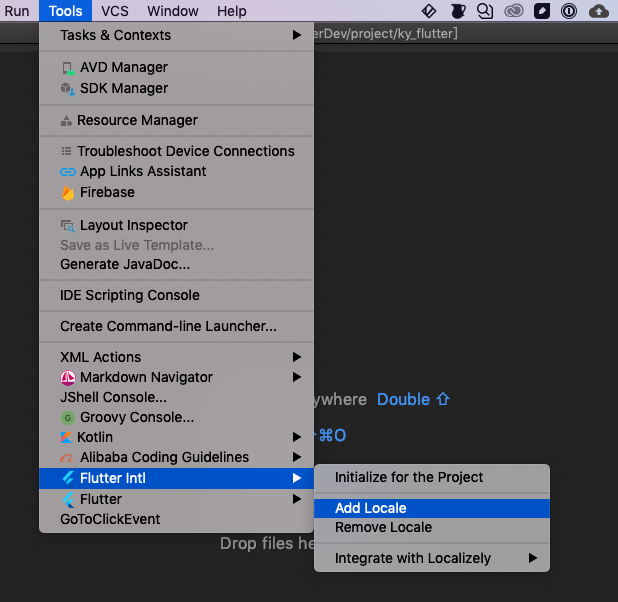 Run Tools VCS Window Help
Tasks & Contexts
erDev/project/ky_flutter]
AVD Manager
SDK Manager
Resource Manager
Troubleshoot Device Connections
App Links Assistant
Firebase
Layout Inspector
Save as Live Template...
Generate JavaDoc...
IDE Scripting Console
Create Command-line Launcher...
XML Actions
Markdown Navigator
JShell Console...
ywhere Double ⇧
Groovy Console...
G
Kotlin
⌘O
Alibaba Coding Guidelines
Flutter Intl
Initialize for the Project
Flutter
Add Locale
GoToClickEvent
Remove Locale
Drop files he
Integrate with Localizely